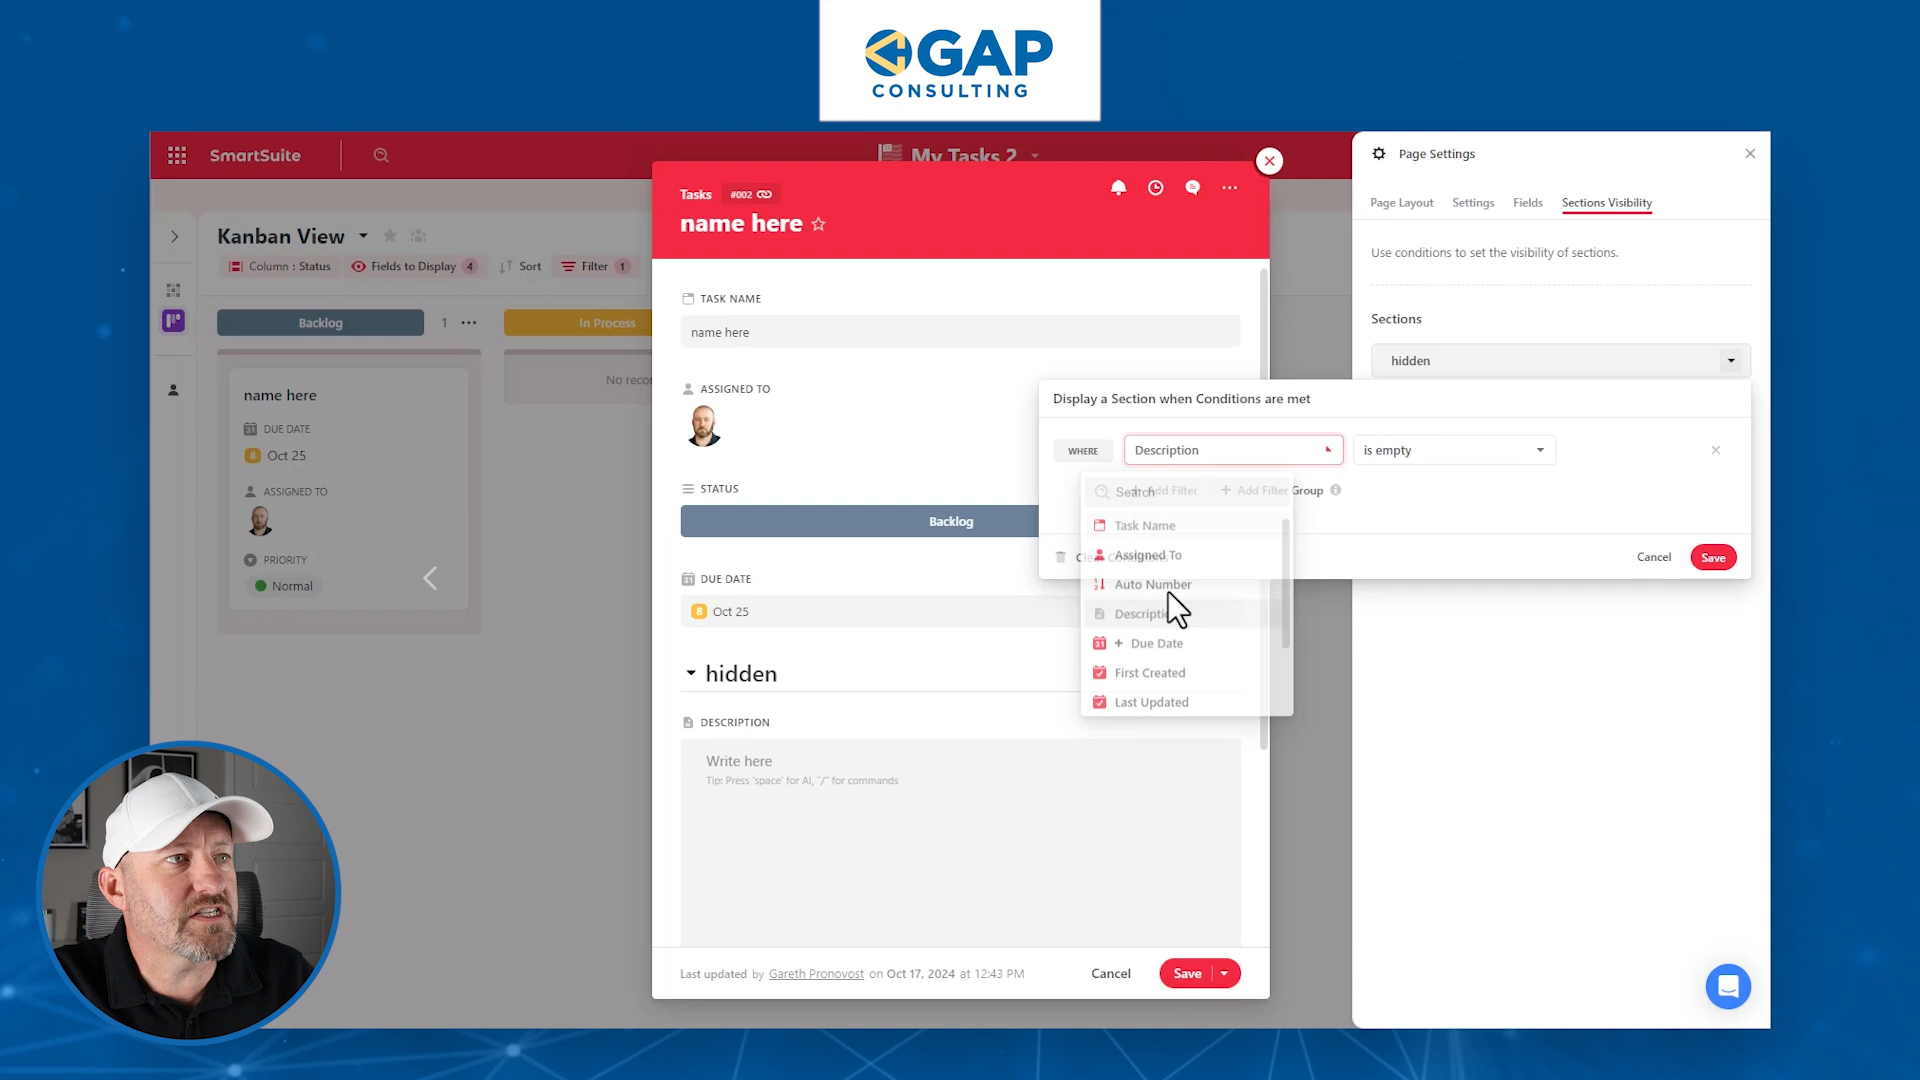 GAP
CONSULTING
SmartSuite
My Tasks 2
Kanban View
Column : Status
Fields to Display 4
Sort
Filter 1
Backlog
1
In Process
name here
DUE DATE
8 Oct 25
ASSIGNED TO
PRIORITY
Normal
Tasks
#002
name here
TASK NAME
name here
ASSIGNED TO
STATUS
Backlog
DUE DATE
8 Oct 25
hidden
DESCRIPTION
Write here
Tip: Press 'space' for AI, "/" for commands
Last updated by Gareth Pronovost on Oct 17, 2024 at 12:43 PM
Cancel
Save
Page Settings
Page Layout
Settings
Fields
Sections Visibility
Use conditions to set the visibility of sections.
Sections
hidden
Display a Section when Conditions are met
WHERE
Description
is empty
Search
+ Add Filter
+ Add Filter Group
Task Name
Assigned To
Auto Number
+ Due Date
First Created
Last Updated
Cancel
Save